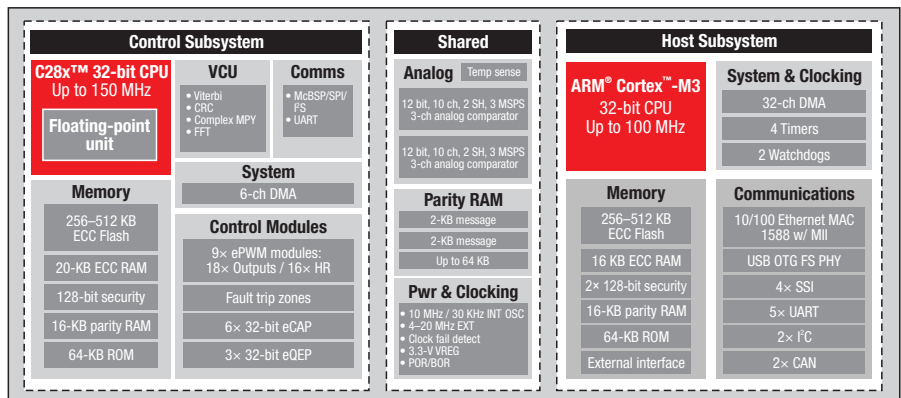 Control Subsystem
C28x™ 32-bit CPU
Up to 150 MHz
Floating-point
unit
VCU
• Viterbi
• CRC
• Complex MPY
• FFT
Comms
• McBSP/SPI/
I²S
• UART
System
6-ch DMA
Memory
256–512 KB
ECC Flash
20-KB ECC RAM
128-bit security
16-KB parity RAM
64-KB ROM
Control Modules
9× ePWM modules:
18× Outputs / 16× HR
Fault trip zones
6× 32-bit eCAP
3× 32-bit eQEP
Shared
Analog
Temp sense
12 bit, 10 ch, 2 SH, 3 MSPS
3-ch analog comparator
12 bit, 10 ch, 2 SH, 3 MSPS
3-ch analog comparator
Parity RAM
2-KB message
2-KB message
Up to 64 KB
Pwr & Clocking
• 10 MHz / 30 KHz INT OSC
• 4–20 MHz EXT
• Clock fail detect
• 3.3-V VREG
• POR/BOR
Host Subsystem
ARM® Cortex™-M3
32-bit CPU
Up to 100 MHz
System & Clocking
32-ch DMA
4 Timers
2 Watchdogs
Memory
256–512 KB
ECC Flash
16 KB ECC RAM
2× 128-bit security
16-KB parity RAM
64-KB ROM
External interface
Communications
10/100 Ethernet MAC
1588 w/ MII
USB OTG FS PHY
4× SSI
5× UART
2× I²C
2× CAN